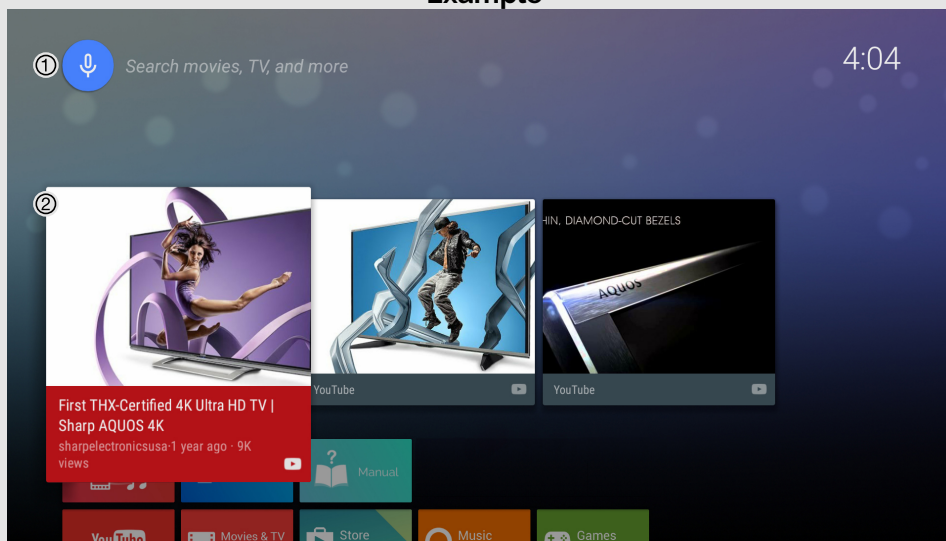 Example
①
Search movies, TV, and more
4:04
②
HIN, DIAMOND-CUT BEZELS
AQUOS
First THX-Certified 4K Ultra HD TV |
Sharp AQUOS 4K
sharpelectronicsusa·1 year ago · 9K
views
YouTube
YouTube
Manual
YouTube
Movies & TV
Store
Music
Games